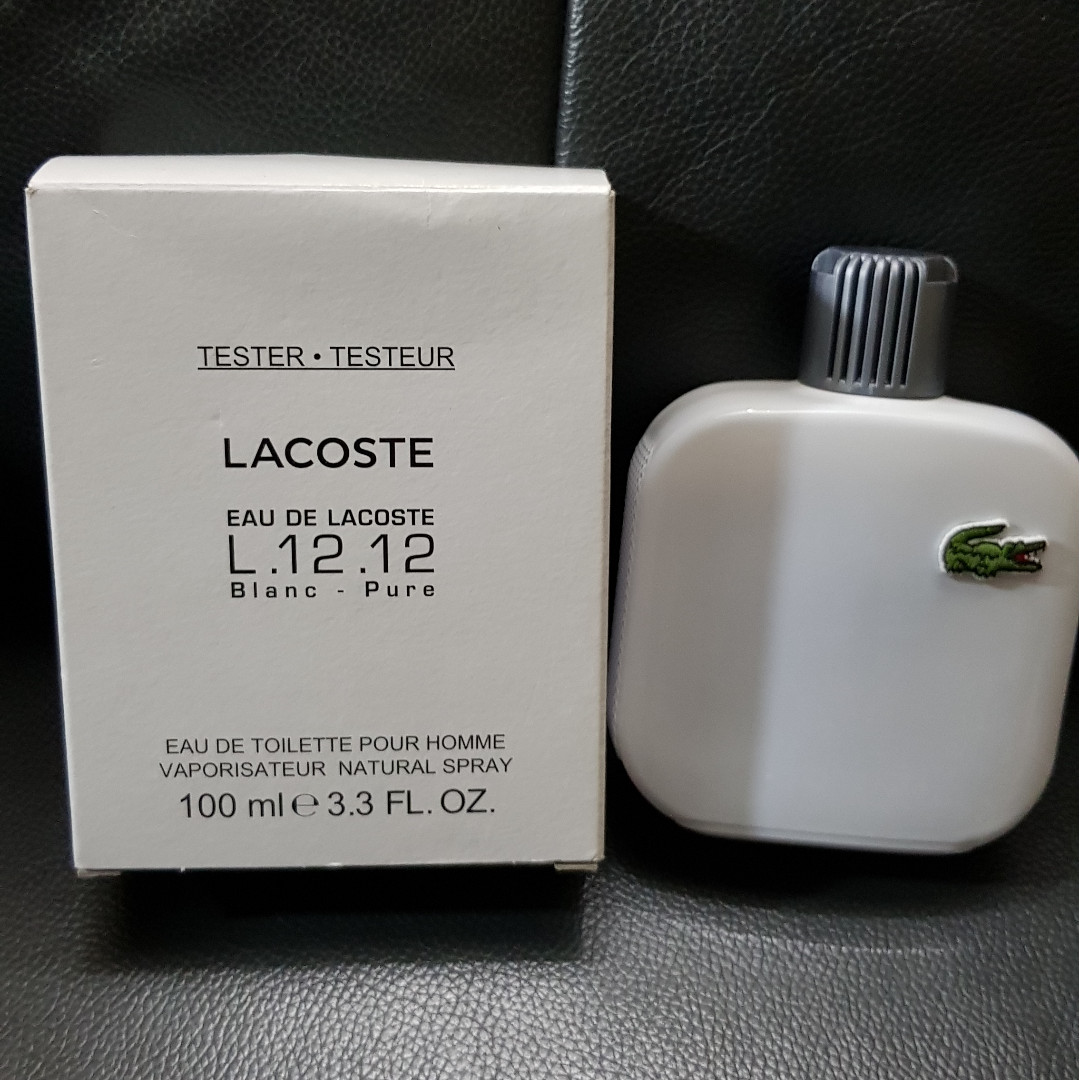 TESTER • TESTEUR
LACOSTE
EAU DE LACOSTE
L.12.12
Blanc - Pure
EAU DE TOILETTE POUR HOMME
VAPORISATEUR NATURAL SPRAY
100 ml ℮ 3.3 FL. OZ.